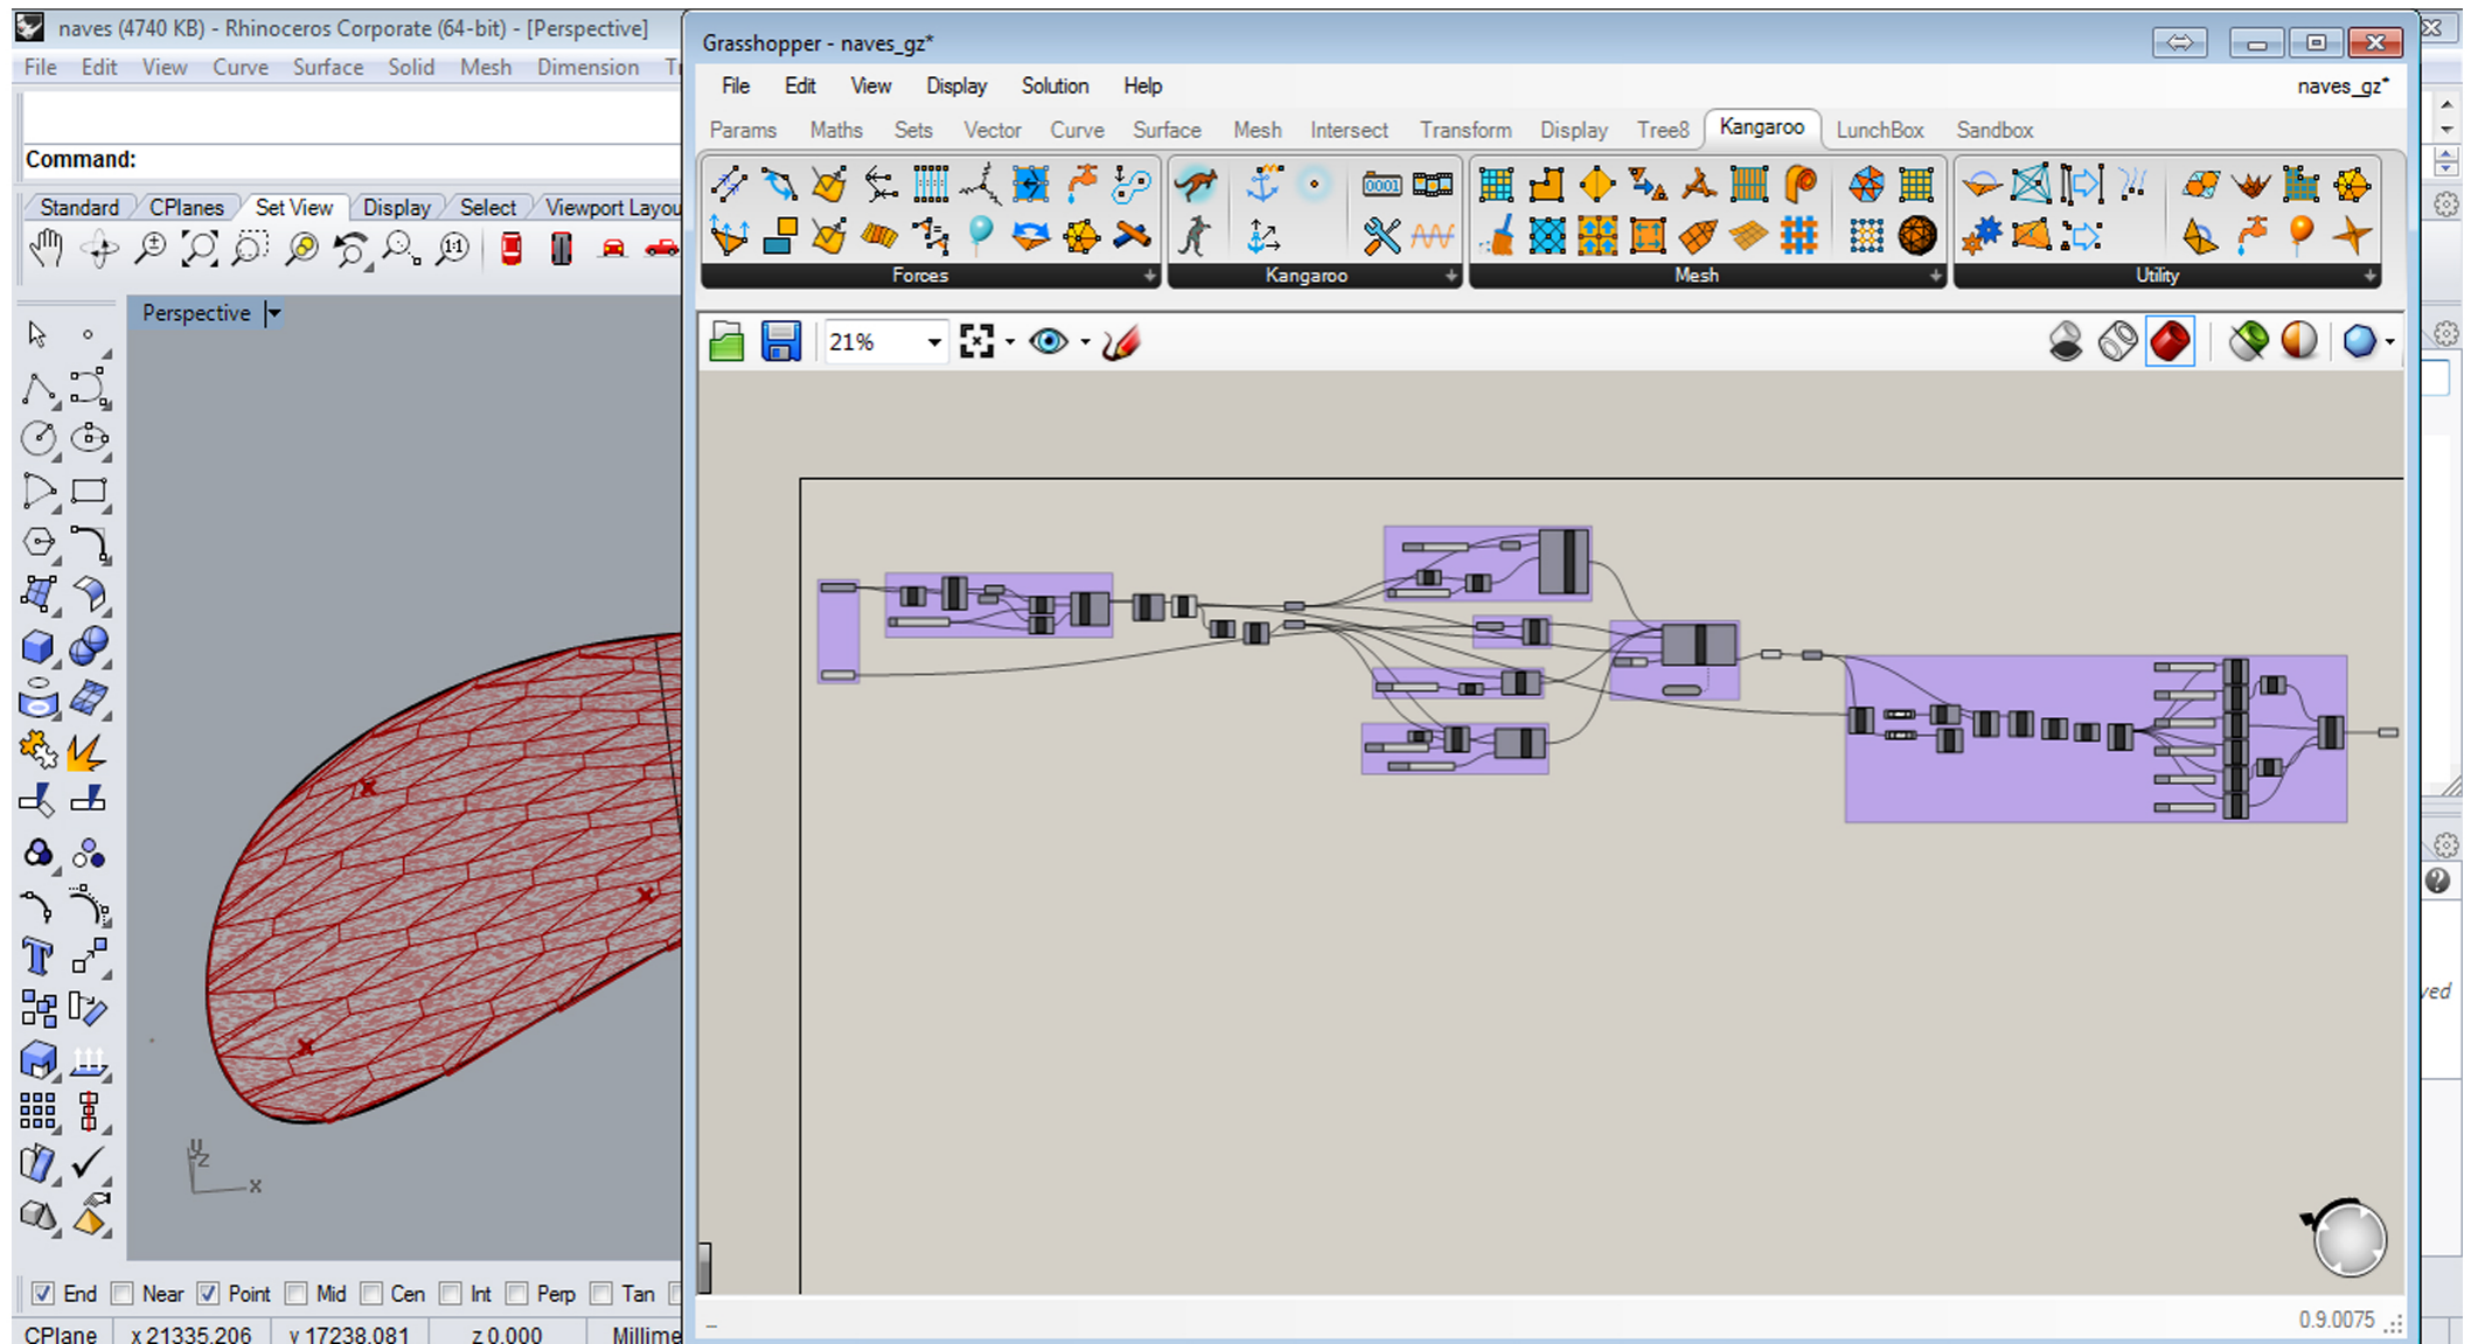 naves (4740 KB) - Rhinoceros Corporate (64-bit) - [Perspective]
File Edit View Curve Surface Solid Mesh Dimension
Command:
Standard CPlanes Set View Display Select Viewport
1:1
Perspective
T
y
z
x
End Near Point Mid Cen Int Perp Tan
CPlane x 21335.206 y 17238.081 z 0.000
Grasshopper - naves_gz*
File Edit View Display Solution Help naves_gz*
Params Maths Sets Vector Curve Surface Mesh Intersect Transform Display Tree8 Kangaroo LunchBox Sandbox
0001
Forces Kangaroo Mesh Utility
21%
0.9.0075